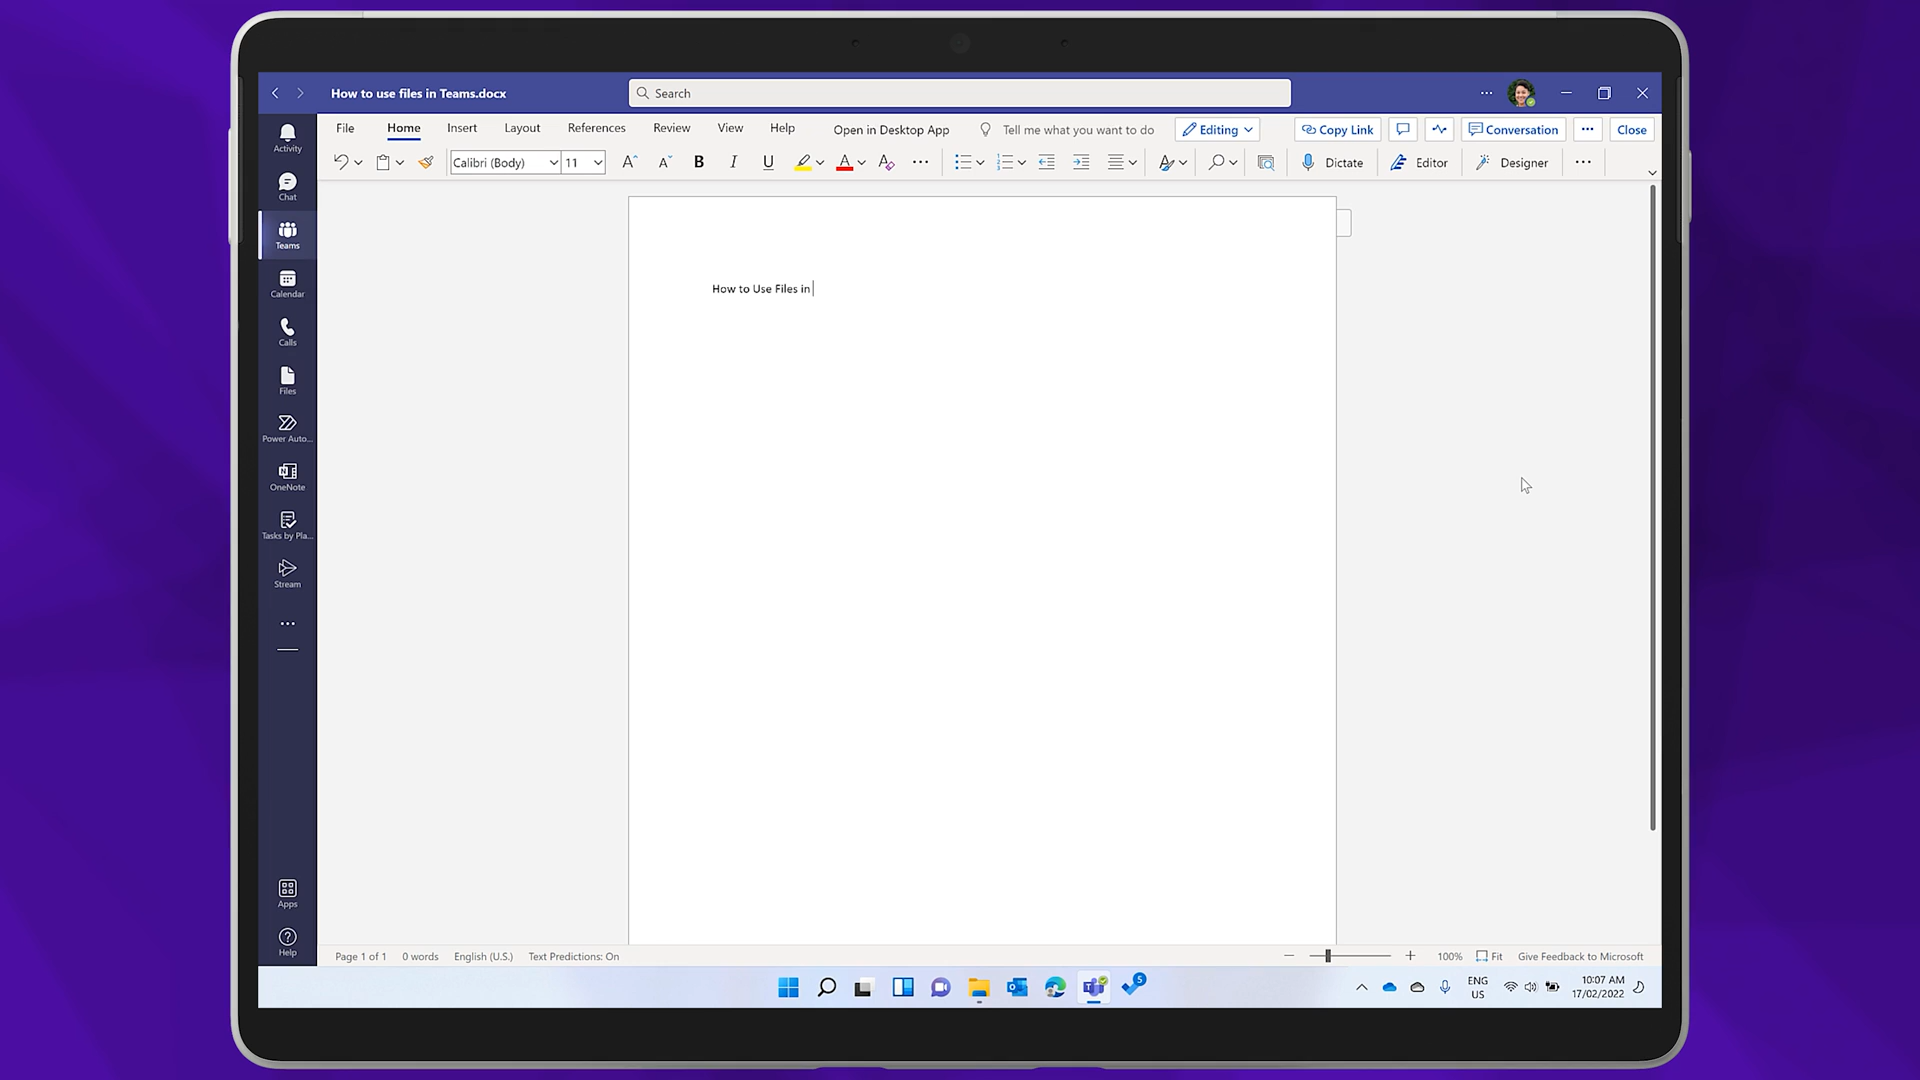 How to use files in Teams.docx
Search
File Home Insert Layout References Review View Help Open in Desktop App Tell me what you want to do Editing Copy Link Conversation Close
Calibri (Body) 11 A A B I U A A Dictate Editor Designer
Activity
Chat
Teams
Calendar
Calls
Files
Power Auto...
OneNote
Tasks by Pla...
Stream
Apps
Help
How to Use Files in
Page 1 of 1 0 words English (U.S.) Text Predictions: On 100% Fit Give Feedback to Microsoft
5
ENG
US
10:07 AM
17/02/2022